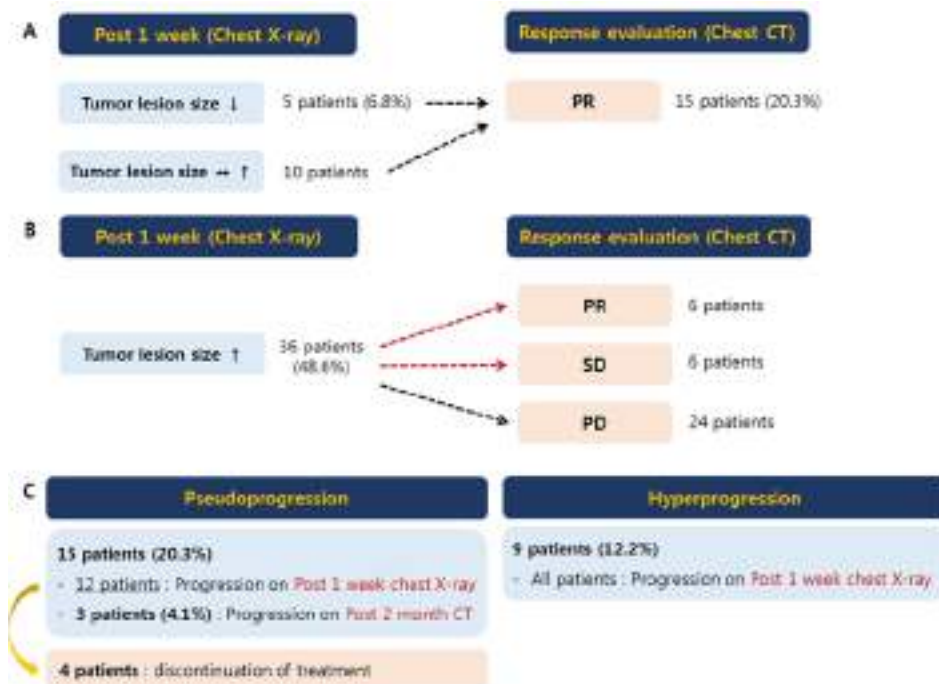 A
Post 1 week (Chest X-ray)
Response evaluation (Chest CT)
Tumor lesion size ↓
5 patients (6.8%)
PR
15 patients (20.3%)
Tumor lesion size ↔ ↑
10 patients
B
Post 1 week (Chest X-ray)
Response evaluation (Chest CT)
PR
6 patients
Tumor lesion size ↑
36 patients
(48.6%)
SD
6 patients
PD
24 patients
C
Pseudoprogression
Hyperprogression
15 patients (20.3%)
- 12 patients : Progression on Post 1 week chest X-ray
- 3 patients (4.1%) : Progression on Post 2 month CT
9 patients (12.2%)
- All patients : Progression on Post 1 week chest X-ray
4 patients : discontinuation of treatment